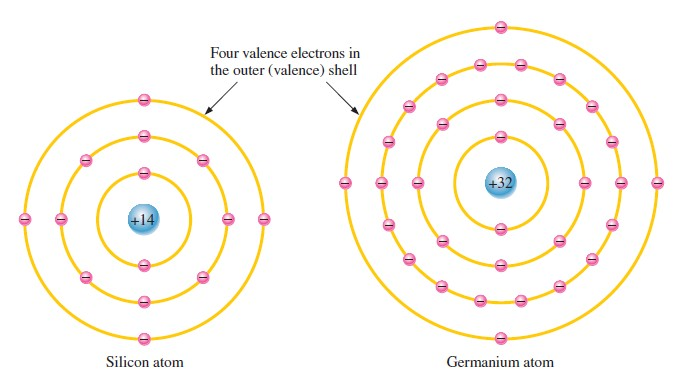 Four valence electrons in
the outer (valence) shell
+14
+32
Silicon atom
Germanium atom